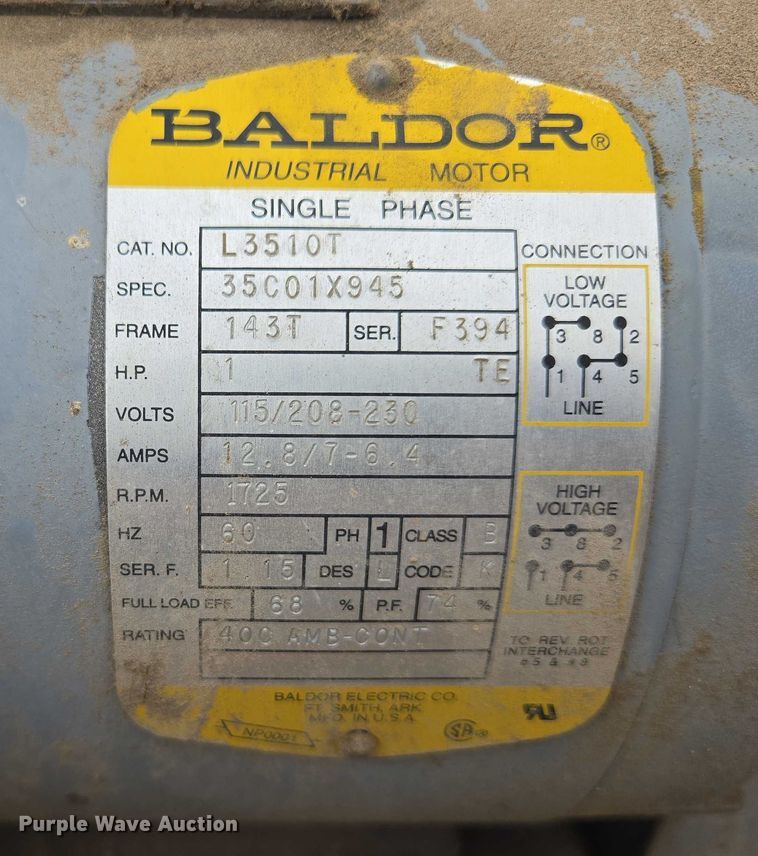 BALDOR®
INDUSTRIAL MOTOR
SINGLE PHASE
CAT. NO. L3510T
SPEC. 35C01X945
FRAME 143T SER. F394
H.P. 1 TE
VOLTS 115/208-230
AMPS 12.8/7-6.4
R.P.M. 1725
HZ 60 PH 1 CLASS B
SER. F. 1.15 DES L CODE K
FULL LOAD EFF. 68 % P.F. 74 %
RATING 40C AMB-CONT
CONNECTION
LOW
VOLTAGE
3 8 2
1 4 5
LINE
HIGH
VOLTAGE
3 8 2
1 4 5
LINE
TO REV. ROT.
INTERCHANGE
#5 & #8
BALDOR ELECTRIC CO.
FT. SMITH, ARK.
MFD. IN U.S.A.
NP0001
SA®
RU
Purple Wave Auction